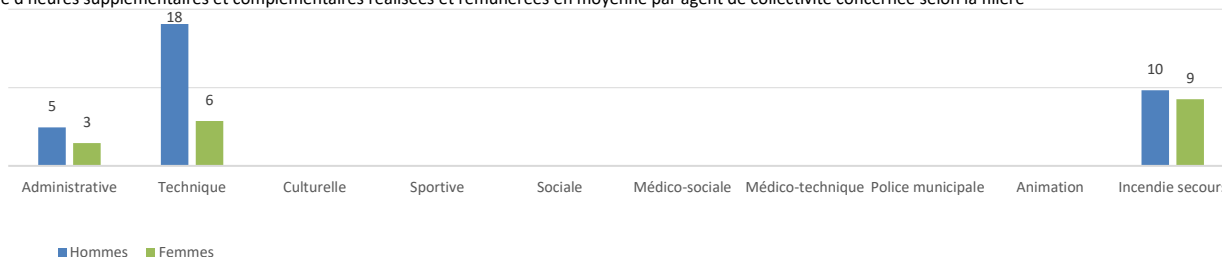 d'heures supplémentaires et complémentaires réalisées et rémunérées en moyenne par agent de collectivité concernée selon la filière
18
10
9
5
6
3
Administrative Technique Culturelle Sportive Sociale Médico-sociale Médico-technique Police municipale Animation Incendie secours
Hommes Femmes